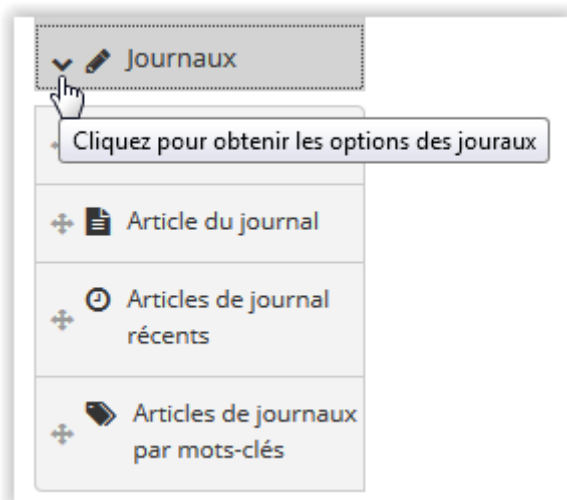 Journaux
Cliquez pour obtenir les options des jouraux
Article du journal
Articles de journal
récents
Articles de journaux
par mots-clés